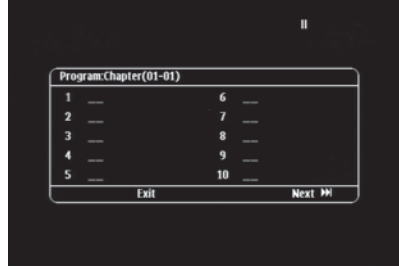 Program:Chapter(01-01)
1 __ 6 __
2 __ 7 __
3 __ 8 __
4 __ 9 __
5 __ 10 __
Exit Next ⏭